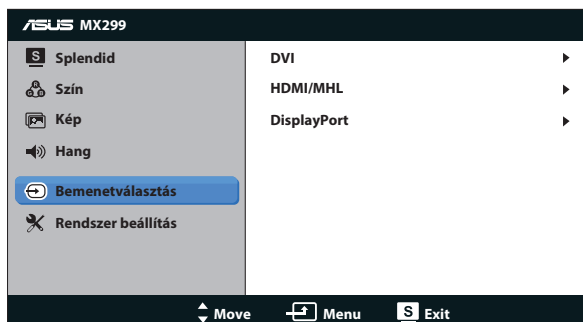 ASUS MX299
S Splendid
Szín
Kép
Hang
Bemenetválasztás
Rendszer beállítás
DVI
HDMI/MHL
DisplayPort
Move Menu S Exit